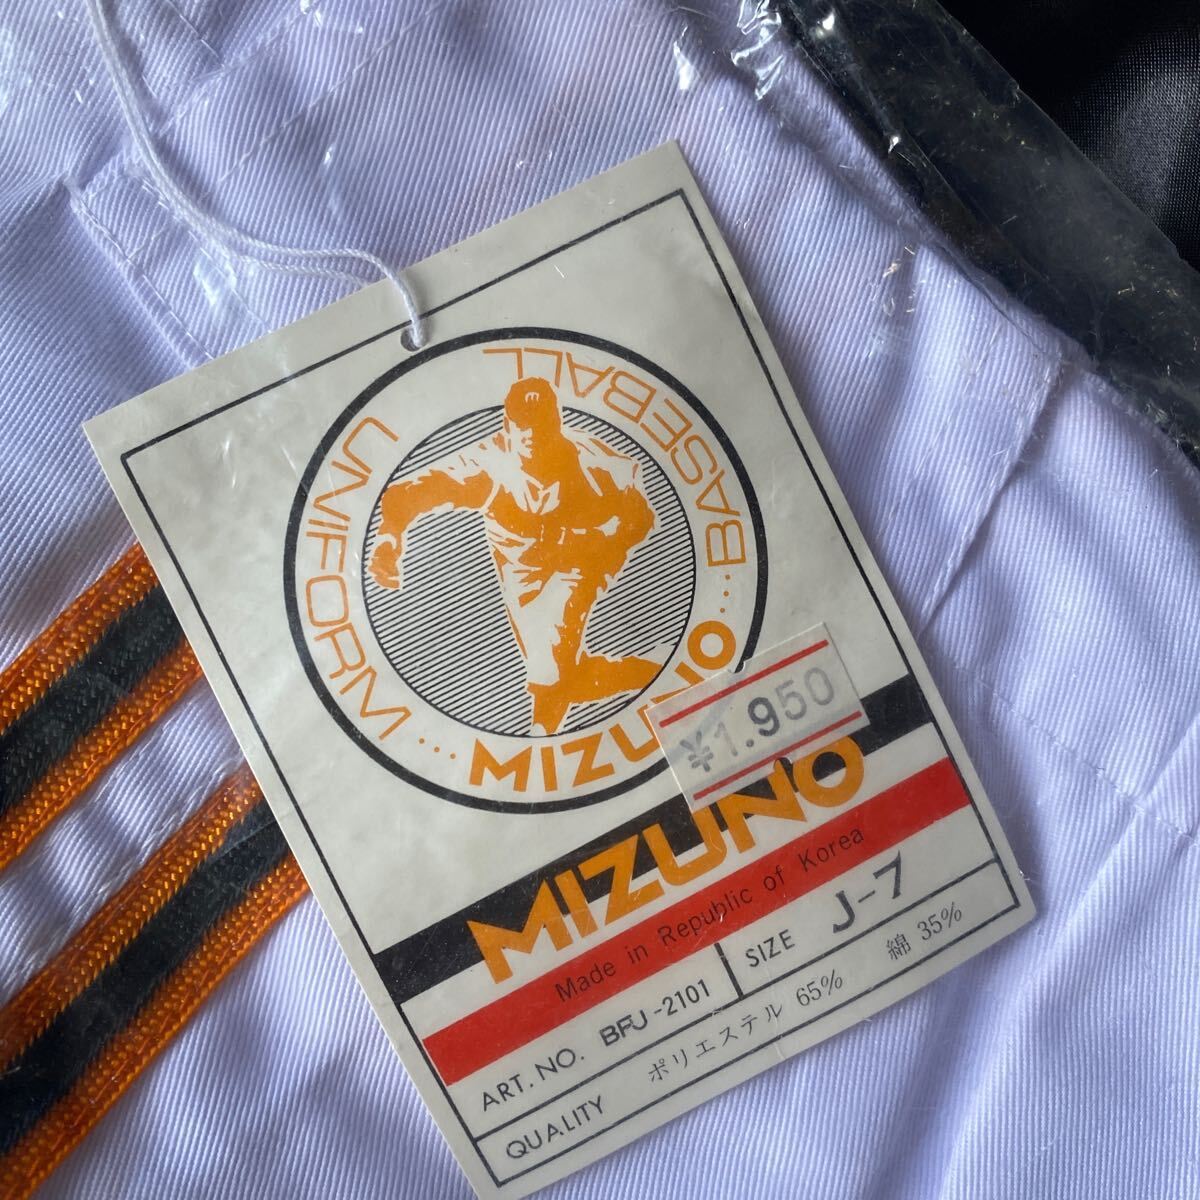 UNIFORM...MIZUNO...BASEBALL
¥1.950
MIZUNO
Made in Republic of Korea
ART. NO. BFJ-2101
SIZE J-7
QUALITY ポリエステル 65% 綿 35%